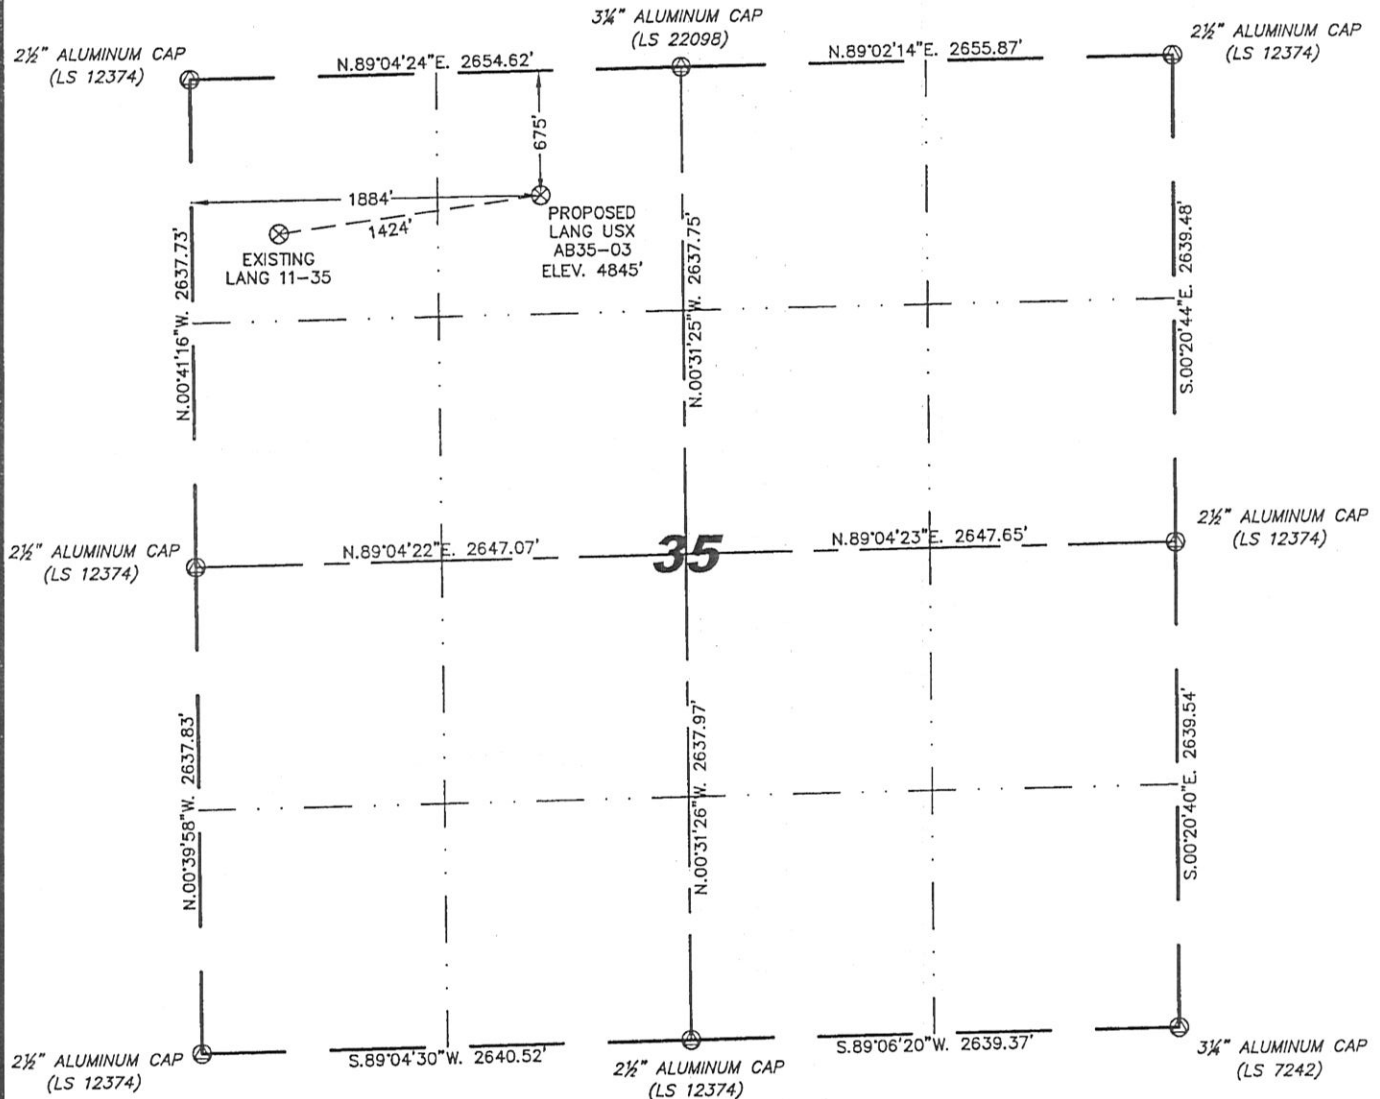 3¼" ALUMINUM CAP
(LS 22098)
2½" ALUMINUM CAP
(LS 12374)
2½" ALUMINUM CAP
(LS 12374)
N.89°04'24"E. 2654.62'
N.89°02'14"E. 2655.87'
675'
1884'
1424'
PROPOSED
LANG USX
AB35-03
ELEV. 4845'
EXISTING
LANG 11-35
N.00°41'16"W. 2637.73'
N.00°31'25"W. 2637.75'
S.00°20'44"E. 2639.48'
2½" ALUMINUM CAP
(LS 12374)
N.89°04'22"E. 2647.07'
35
N.89°04'23"E. 2647.65'
2½" ALUMINUM CAP
(LS 12374)
N.00°39'58"W. 2637.83'
N.00°31'26"W. 2637.97'
S.00°20'40"E. 2639.54'
2½" ALUMINUM CAP
(LS 12374)
S.89°04'30"W. 2640.52'
2½" ALUMINUM CAP
(LS 12374)
S.89°06'20"W. 2639.37'
3¼" ALUMINUM CAP
(LS 7242)